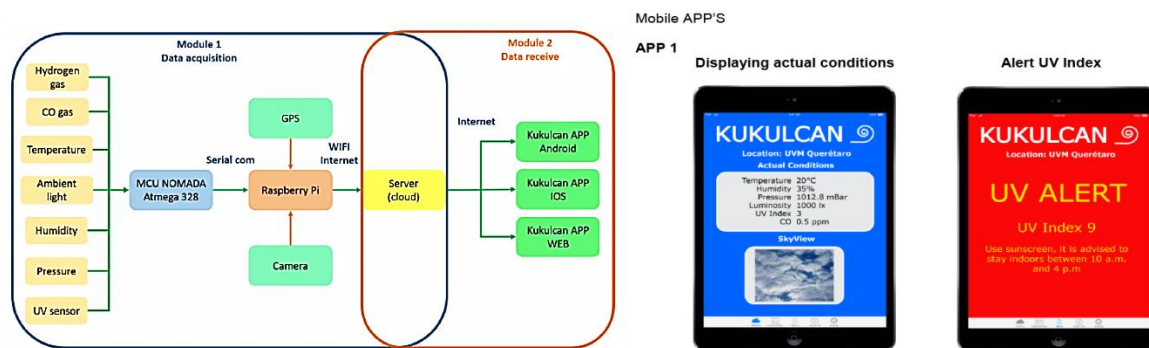 Module 1
Data acquisition
Module 2
Data receive
Hydrogen
gas
CO gas
Temperature
Ambient
light
Humidity
Pressure
UV sensor
MCU NOMADA
Atmega 328
Serial com
GPS
Raspberry Pi
Camera
WIFI
Internet
Server
(cloud)
Internet
Kukulcan APP
Android
Kukulcan APP
IOS
Kukulcan APP
WEB
Mobile APP'S
APP 1
Displaying actual conditions
KUKULCAN
Location: UVM Querétaro
Actual Conditions
Temperature 20°C
Humidity 35%
Pressure 1012.8 mBar
Luminosity 1000 lx
UV Index 3
CO 0.5 ppm
SkyView
Alert UV Index
KUKULCAN
Location: UVM Querétaro
UV ALERT
UV Index 9
Use sunscreen, it is advised to
stay indoors between 10 a.m.
and 4 p.m